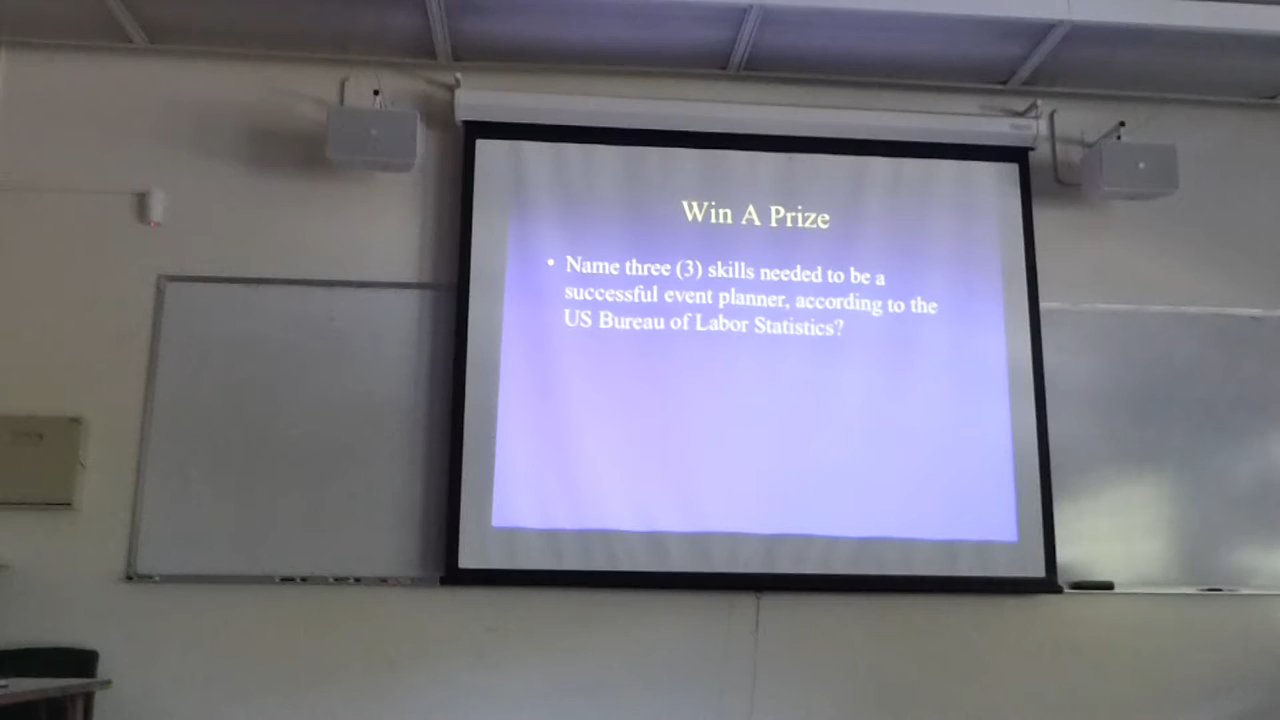 Win A Prize
• Name three (3) skills needed to be a
successful event planner, according to the
US Bureau of Labor Statistics?